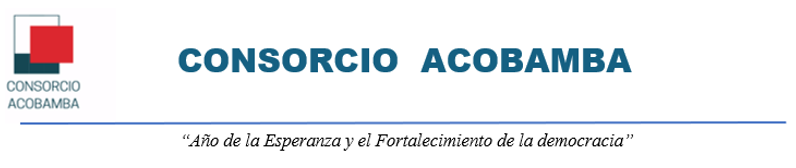 CONSORCIO ACOBAMBA
CONSORCIO
ACOBAMBA
“Año de la Esperanza y el Fortalecimiento de la democracia”